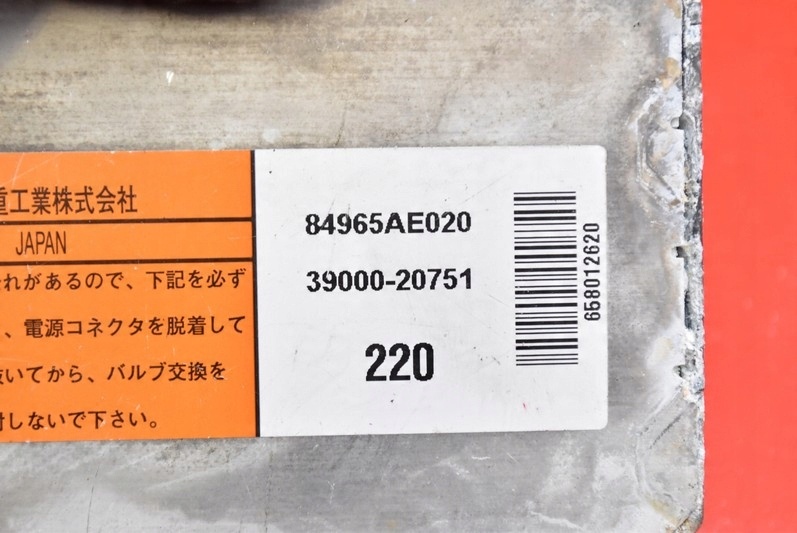 重工業株式会社
JAPAN
れがあるので、下記を必ず
、電源コネクタを脱着して
抜いてから、バルブ交換を
しないで下さい。
84965AE020
39000-20751
220
658012620